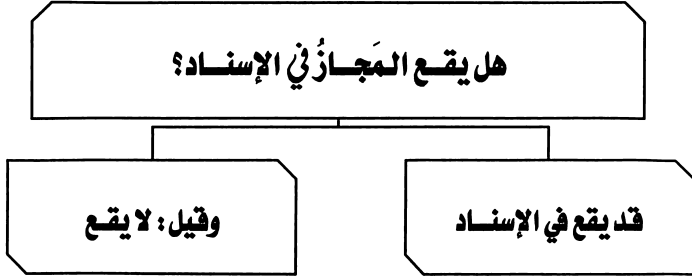 هل يقع المَجازُ في الإسناد؟
قد يقع في الإسناد
وقيل: لا يقع